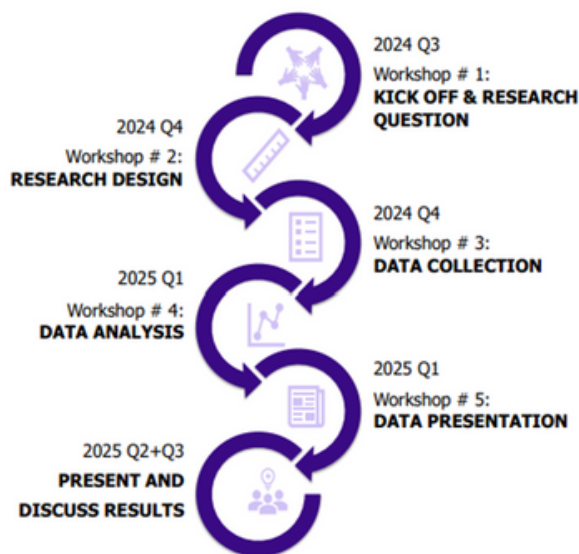 2024 Q3
Workshop # 1:
KICK OFF & RESEARCH
QUESTION
2024 Q4
Workshop # 2:
RESEARCH DESIGN
2024 Q4
Workshop # 3:
DATA COLLECTION
2025 Q1
Workshop # 4:
DATA ANALYSIS
2025 Q1
Workshop # 5:
DATA PRESENTATION
2025 Q2+Q3
PRESENT AND
DISCUSS RESULTS